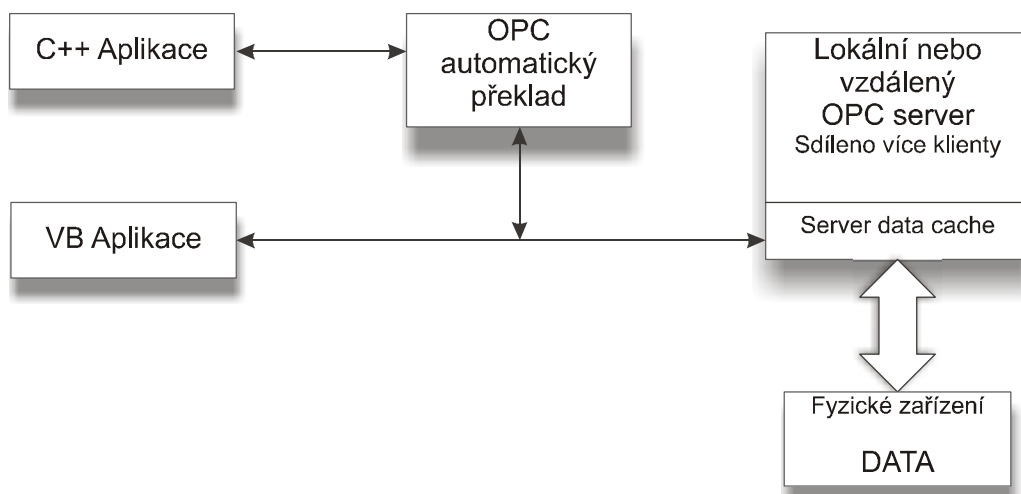 C++ Aplikace
OPC
automatický
překlad
Lokální nebo
vzdálený
OPC server
Sdíleno více klienty
VB Aplikace
Server data cache
Fyzické zařízení
DATA